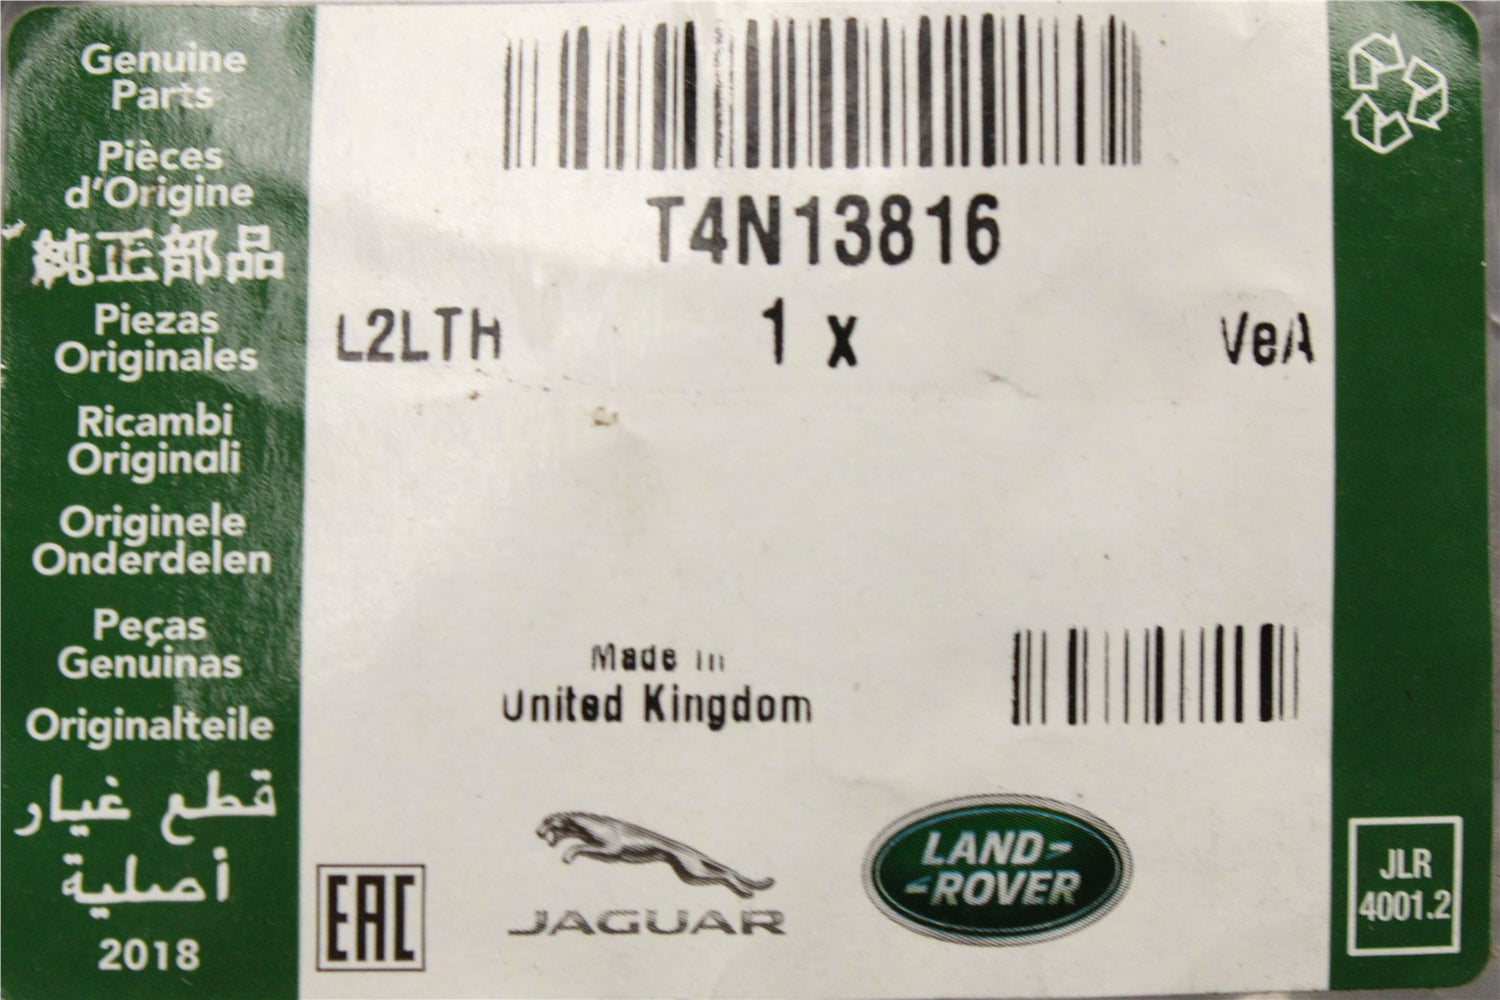 Genuine
Parts
Pièces
d'Origine
純正部品
Piezas
Originales
Ricambi
Originali
Originele
Onderdelen
Peças
Genuinas
Originalteile
قطع غيار
أصلية
2018
T4N13816
L2LTH 1 x VeA
Made in
United Kingdom
EAC
JAGUAR
LAND-
-ROVER
JLR
4001.2